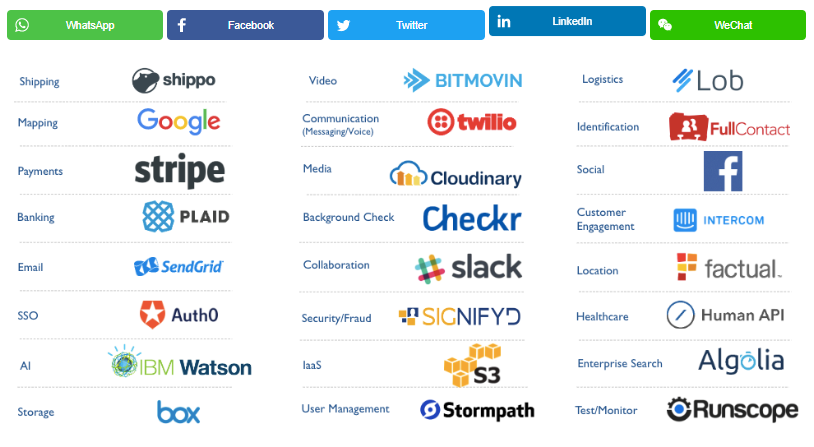 WhatsApp
Facebook
Twitter
LinkedIn
WeChat
Shipping shippo
Mapping Google
Payments stripe
Banking PLAID
Email SendGrid
SSO Auth0
AI IBM Watson
Storage box
Video BITMOVIN
Communication
(Messaging/Voice) twilio
Media Cloudinary
Background Check Checkr
Collaboration slack
Security/Fraud SIGNIFYD
IaaS S3
User Management Stormpath
Logistics Lob
Identification FullContact
Social f
Customer
Engagement INTERCOM
Location factual
Healthcare Human API
Enterprise Search Algolia
Test/Monitor Runscope